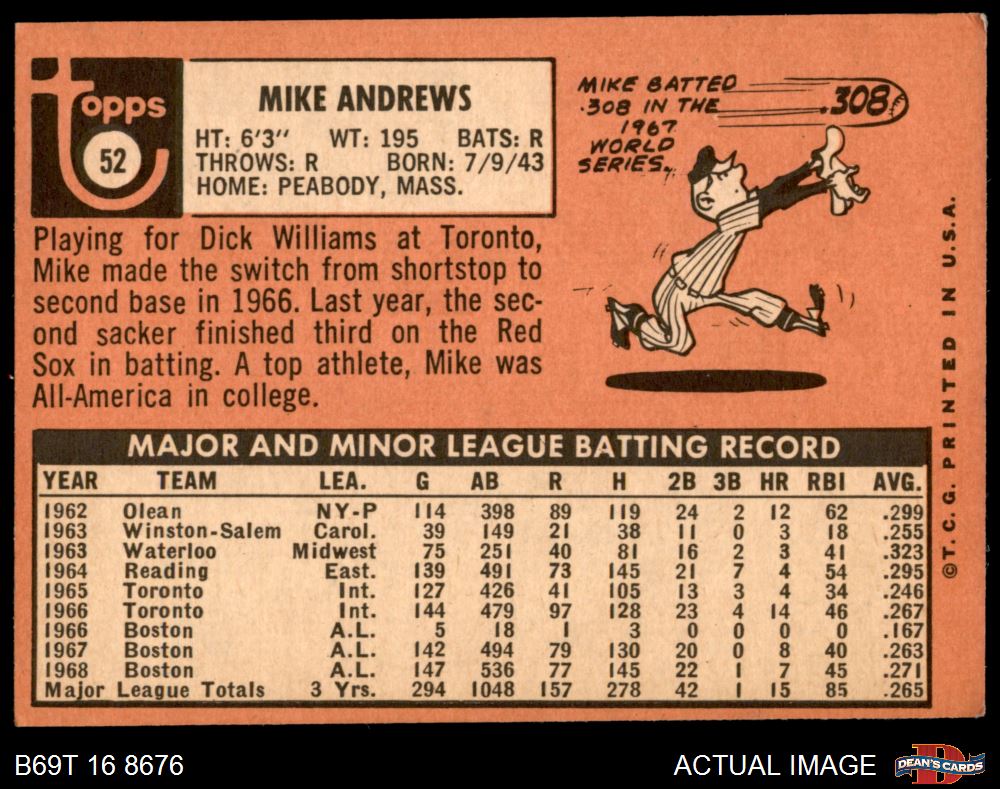 topps
52
MIKE ANDREWS
HT: 6'3" WT: 195 BATS: R
THROWS: R BORN: 7/9/43
HOME: PEABODY, MASS.
MIKE BATTED
.308 IN THE
1967
WORLD
SERIES.
.308
Playing for Dick Williams at Toronto,
Mike made the switch from shortstop to
second base in 1966. Last year, the sec-
ond sacker finished third on the Red
Sox in batting. A top athlete, Mike was
All-America in college.
MAJOR AND MINOR LEAGUE BATTING RECORD
YEAR TEAM LEA. G AB R H 2B 3B HR RBI AVG.
1962 Olean NY-P 114 398 89 119 24 2 12 62 .299
1963 Winston-Salem Carol. 39 149 21 38 11 0 3 18 .255
1963 Waterloo Midwest 75 251 40 81 16 2 3 41 .323
1964 Reading East. 139 491 73 145 21 7 4 54 .295
1965 Toronto Int. 127 426 41 105 13 3 4 34 .246
1966 Toronto Int. 144 479 97 128 23 4 14 46 .267
1966 Boston A.L. 5 18 1 3 0 0 0 0 .167
1967 Boston A.L. 142 494 79 130 20 0 8 40 .263
1968 Boston A.L. 147 536 77 145 22 1 7 45 .271
Major League Totals 3 Yrs. 294 1048 157 278 42 1 15 85 .265
©T.C.G. PRINTED IN U.S.A.
B69T 16 8676
ACTUAL IMAGE
D
DEAN'S CARDS